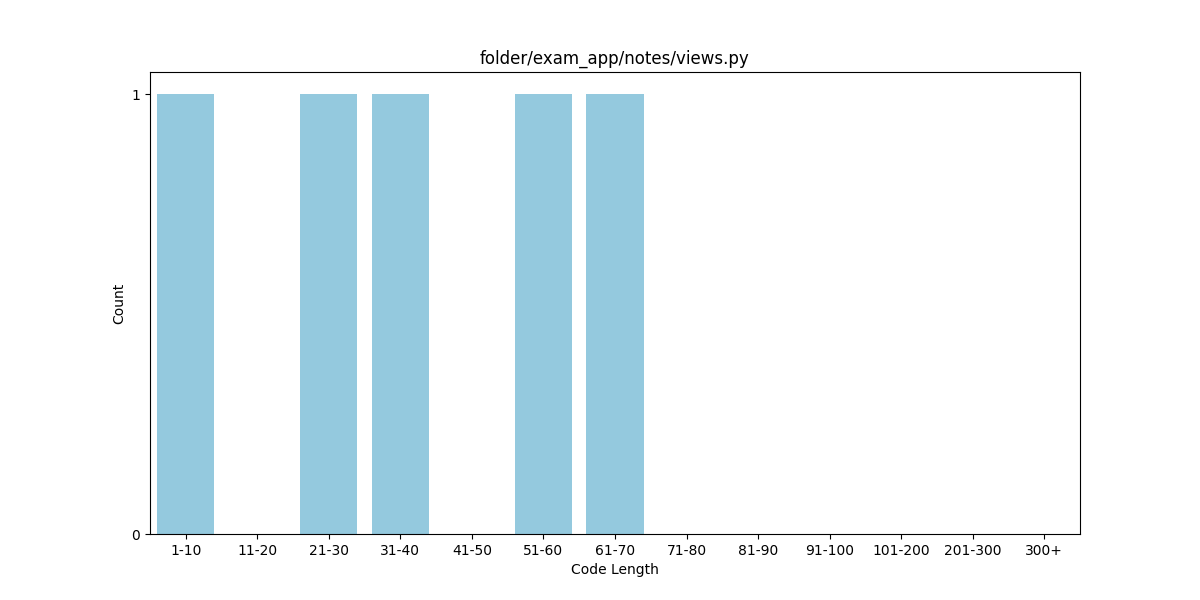 folder/exam_app/notes/views.py
1
0
Count
1-10 11-20 21-30 31-40 41-50 51-60 61-70 71-80 81-90 91-100 101-200 201-300 300+
Code Length